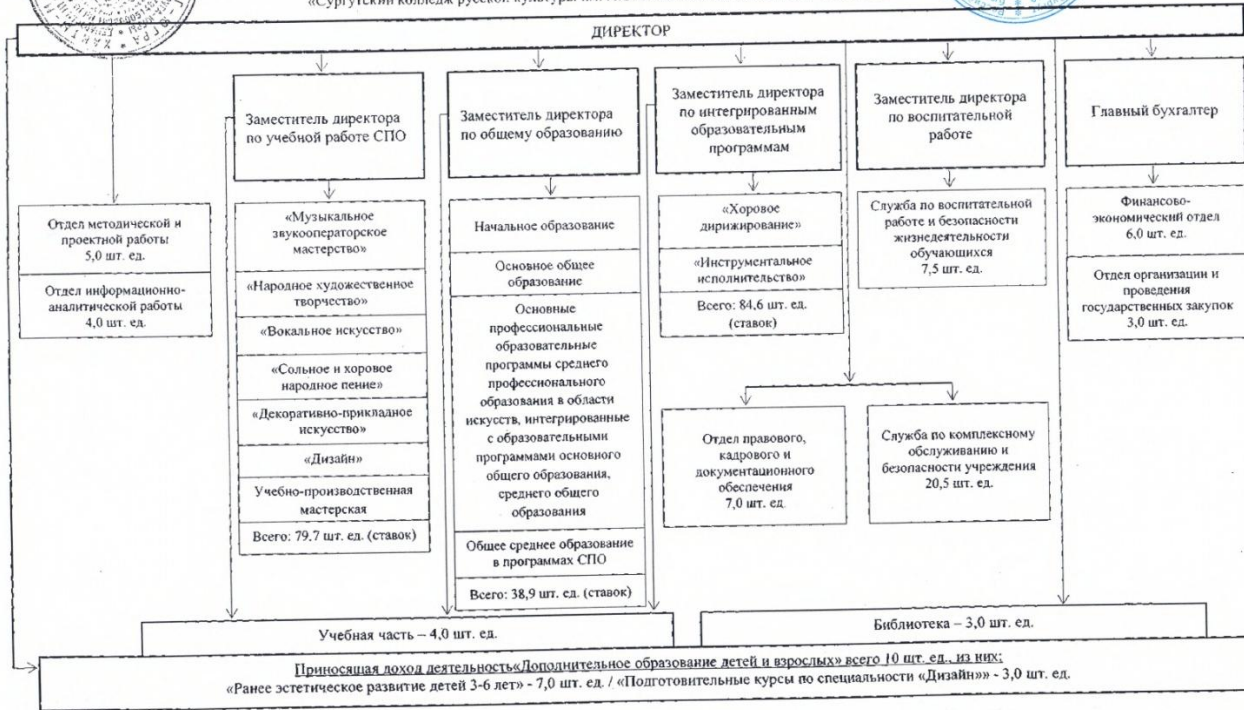 «Сургутский колледж русской культуры
ДИРЕКТОР
Заместитель директора
по учебной работе СПО
Заместитель директора
по общему образованию
Заместитель директора
по интегрированным
образовательным
программам
Заместитель директора
по воспитательной
работе
Главный бухгалтер
Отдел методической и
проектной работы
5,0 шт. ед.
Отдел информационно-
аналитической работы
4,0 шт. ед.
«Музыкальное
звукооператорское
мастерство»
«Народное художественное
творчество»
«Вокальное искусство»
«Сольное и хоровое
народное пение»
«Декоративно-прикладное
искусство»
«Дизайн»
Учебно-производственная
мастерская
Всего: 79,7 шт. ед. (ставок)
Начальное образование
Основное общее
образование
Основные
профессиональные
образовательные
программы среднего
профессионального
образования в области
искусств, интегрированные
с образовательными
программами основного
общего образования,
среднего общего
образования
Общее среднее образование
в программах СПО
Всего: 38,9 шт. ед. (ставок)
«Хоровое
дирижирование»
«Инструментальное
исполнительство»
Всего: 84,6 шт. ед.
(ставок)
Служба по воспитательной
работе и безопасности
жизнедеятельности
обучающихся
7,5 шт. ед.
Финансово-
экономический отдел
6,0 шт. ед.
Отдел организации и
проведения
государственных закупок
3,0 шт. ед.
Отдел правового,
кадрового и
документационного
обеспечения
7,0 шт. ед.
Служба по комплексному
обслуживанию и
безопасности учреждения
20,5 шт. ед.
Учебная часть – 4,0 шт. ед.
Библиотека – 3,0 шт. ед.
Приносящая доход деятельность«Дополнительное образование детей и взрослых» всего 10 шт. ед., из них:
«Ранее эстетическое развитие детей 3-6 лет» - 7,0 шт. ед. / «Подготовительные курсы по специальности «Дизайн»» - 3,0 шт. ед.